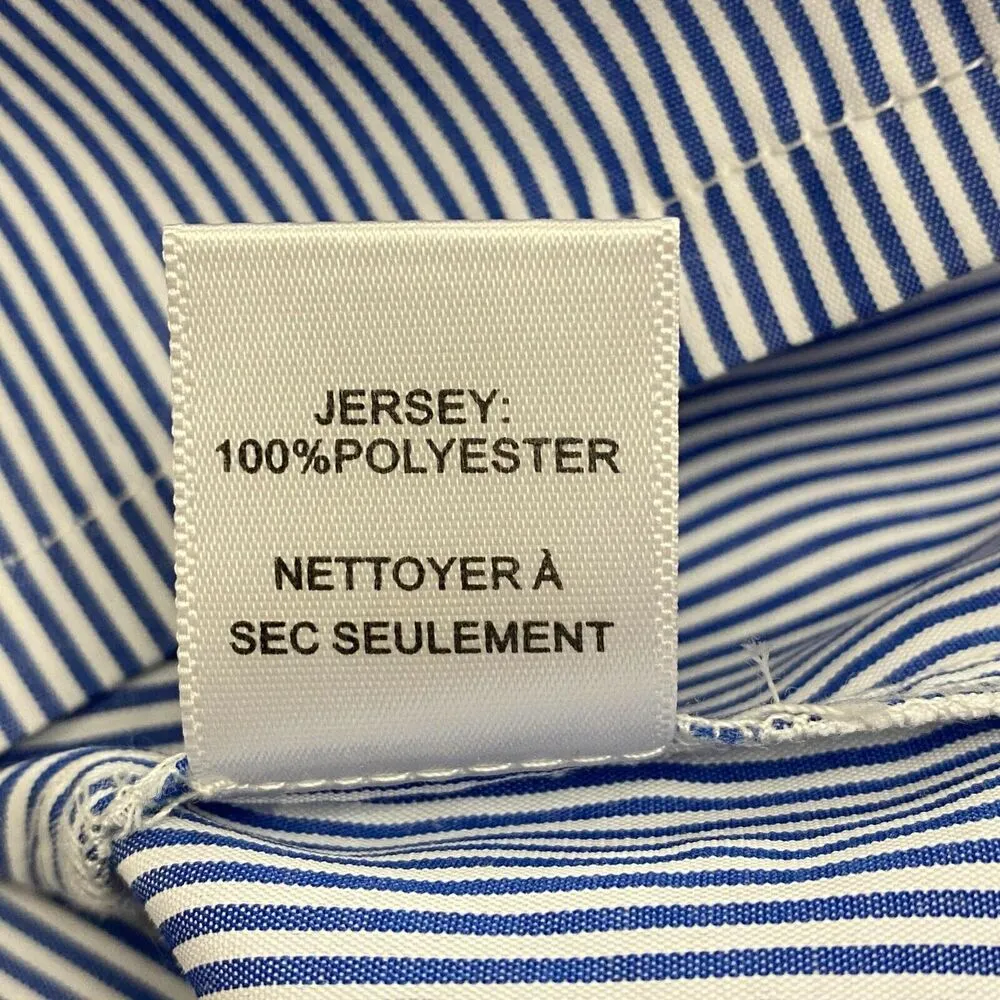 JERSEY:
100%POLYESTER
NETTOYER À
SEC SEULEMENT